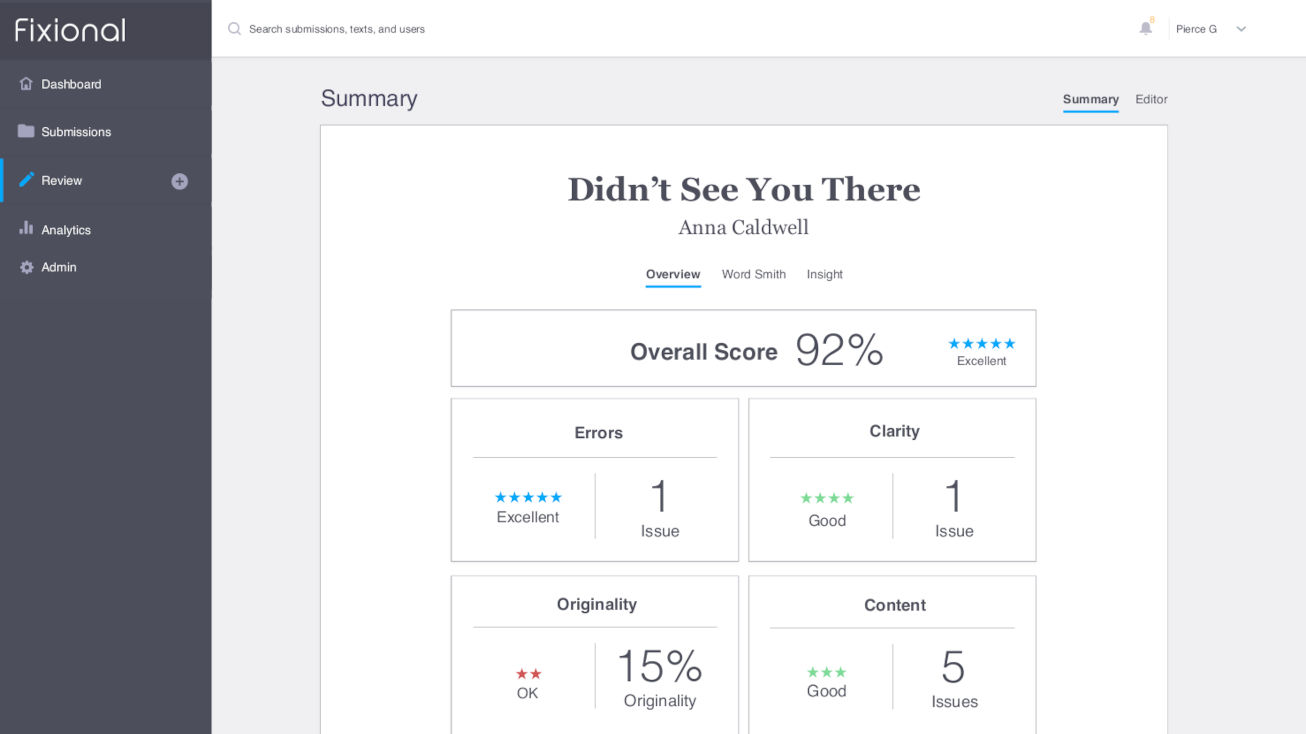 Fixional
Search submissions, texts, and users
8
Pierce G
Dashboard
Submissions
Review
Analytics
Admin
Summary
Summary
Editor
Didn’t See You There
Anna Caldwell
Overview
Word Smith
Insight
Overall Score 92%
Excellent
Errors
Excellent
1
Issue
Clarity
Good
1
Issue
Originality
OK
15%
Originality
Content
Good
5
Issues